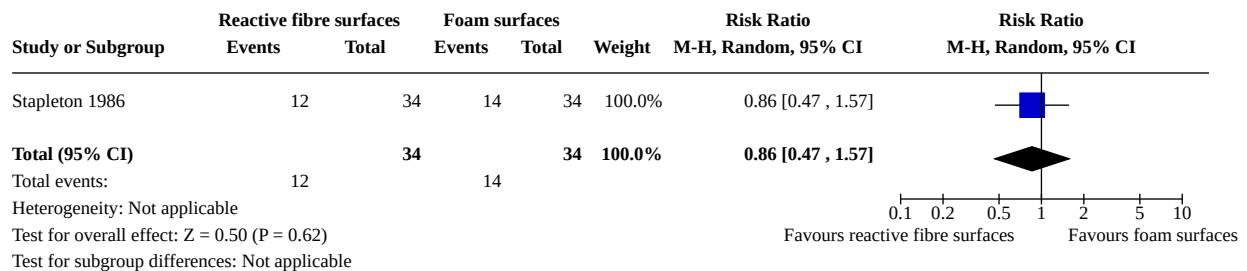 Reactive fibre surfaces Foam surfaces Risk Ratio Risk Ratio
Study or Subgroup Events Total Events Total Weight M-H, Random, 95% CI M-H, Random, 95% CI
Stapleton 1986 12 34 14 34 100.0% 0.86 [0.47 , 1.57]
Total (95% CI) 34 34 100.0% 0.86 [0.47 , 1.57]
Total events: 12 14
Heterogeneity: Not applicable
0.1 0.2 0.5 1 2 5 10
Test for overall effect: Z = 0.50 (P = 0.62) Favours reactive fibre surfaces Favours foam surfaces
Test for subgroup differences: Not applicable